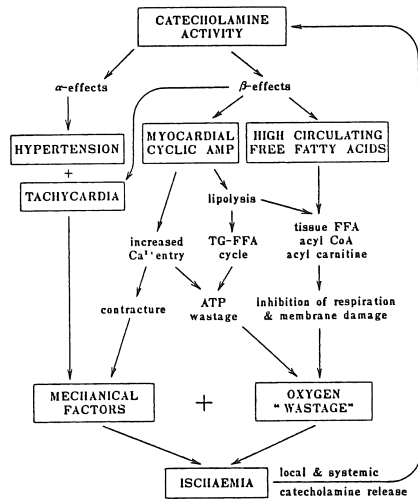 CATECHOLAMINE
ACTIVITY
α-effects
β-effects
HYPERTENSION
+
TACHYCARDIA
MYOCARDIAL
CYCLIC AMP
HIGH CIRCULATING
FREE FATTY ACIDS
lipolysis
increased
Ca²⁺ entry
TG-FFA
cycle
tissue FFA
acyl CoA
acyl carnitine
contracture
ATP
wastage
inhibition of respiration
& membrane damage
MECHANICAL
FACTORS
+
OXYGEN
"WASTAGE"
ISCHAEMIA
local & systemic
catecholamine release